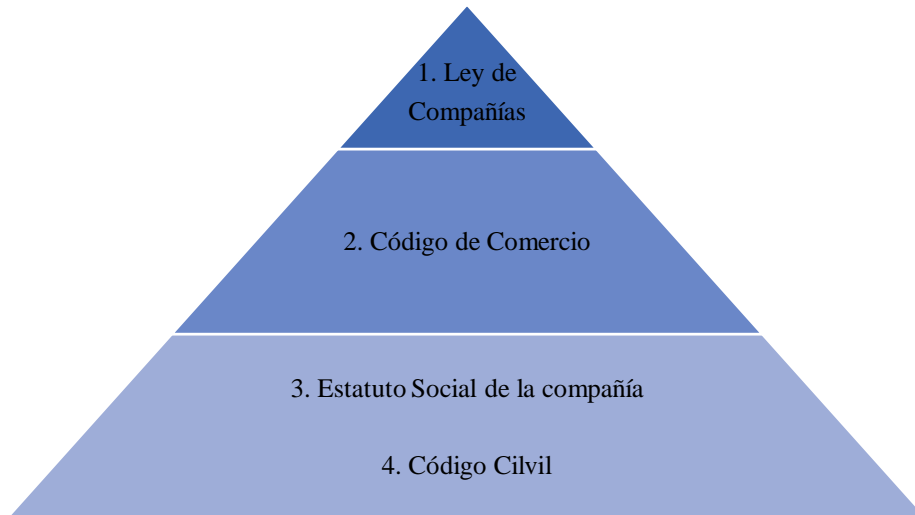 1. Ley de
Compañías
2. Código de Comercio
3. Estatuto Social de la compañía
4. Código Cilvil